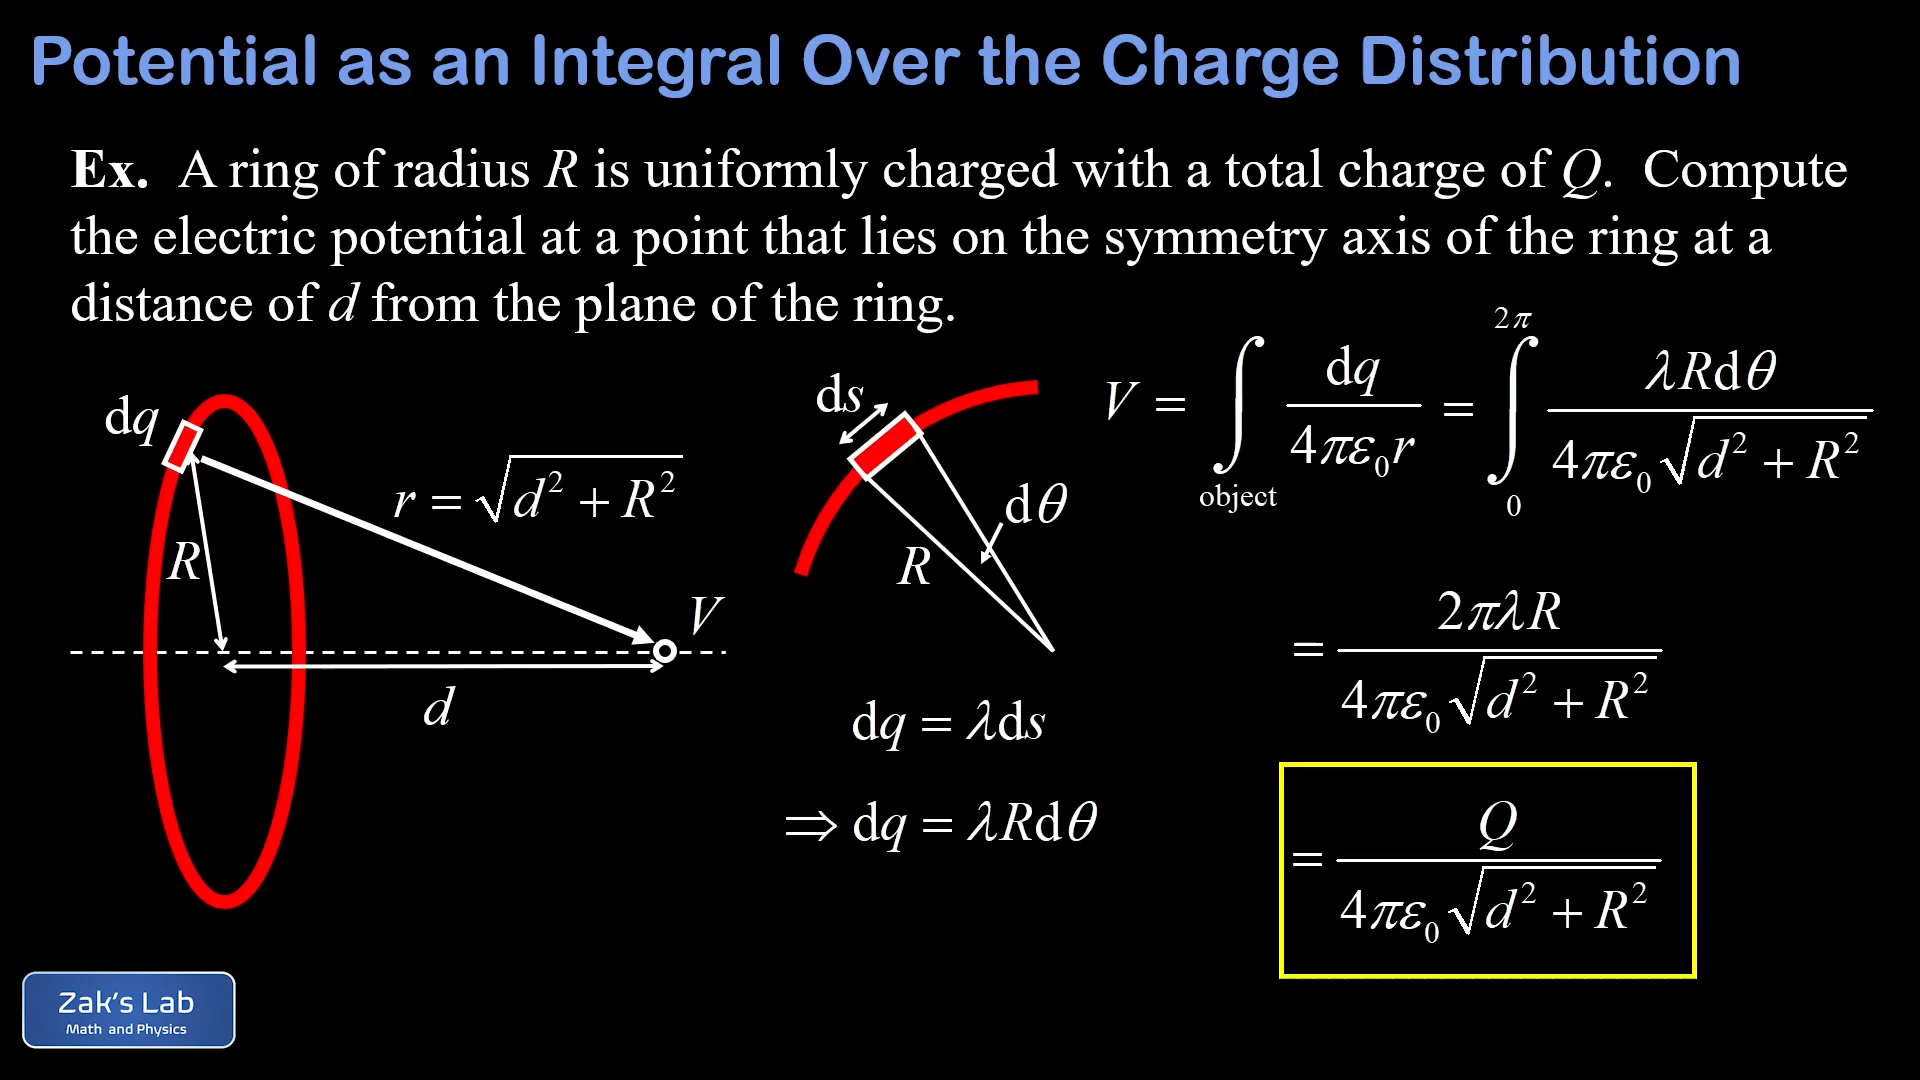 Potential as an Integral Over the Charge Distribution
Ex. A ring of radius R is uniformly charged with a total charge of Q. Compute
the electric potential at a point that lies on the symmetry axis of the ring at a
distance of d from the plane of the ring.
dq
R
r = √(d² + R²)
V
d
ds
dθ
R
dq = λds
⇒ dq = λRdθ
V = ∫_object dq / (4πε₀r) = ∫₀^{2π} λRdθ / (4πε₀√(d² + R²))
= 2πλR / (4πε₀√(d² + R²))
= Q / (4πε₀√(d² + R²))
Zak's Lab
Math and Physics